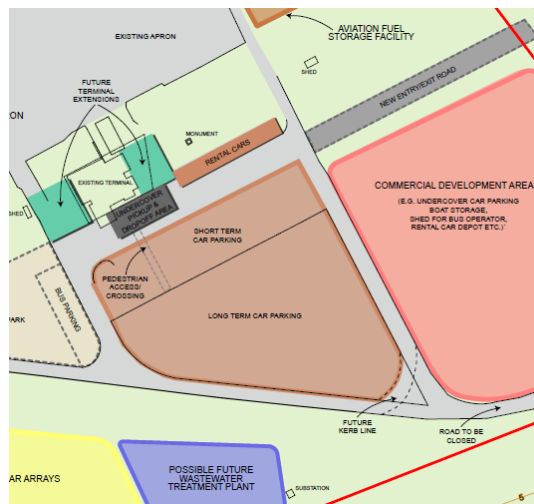 EXISTING APRON
AVIATION FUEL
STORAGE FACILITY
SHED
FUTURE
TERMINAL
EXTENSIONS
NEW ENTRY/EXIT ROAD
ON
MONUMENT
RENTAL CARS
EXISTING TERMINAL
COMMERCIAL DEVELOPMENT AREA
(E.G. UNDERCOVER CAR PARKING
BOAT STORAGE,
SHED FOR BUS OPERATOR,
RENTAL CAR DEPOT ETC.)'
SHED
UNDERCOVER
PICKUP &
DROPOFF AREA
SHORT TERM
CAR PARKING
PEDESTRIAN
ACCESS/
CROSSING
BUS PARKING
PARK
LONG TERM CAR PARKING
FUTURE
KERB LINE
ROAD TO BE
CLOSED
AR ARRAYS
POSSIBLE FUTURE
WASTEWATER
TREATMENT PLANT
SUBSTATION
5